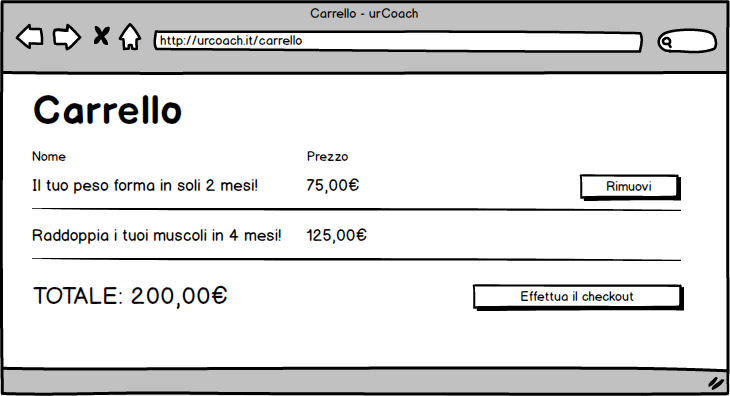 Carrello - urCoach
http://urcoach.it/carrello
Carrello
Nome Prezzo
Il tuo peso forma in soli 2 mesi! 75,00€ Rimuovi
Raddoppia i tuoi muscoli in 4 mesi! 125,00€
TOTALE: 200,00€ Effettua il checkout